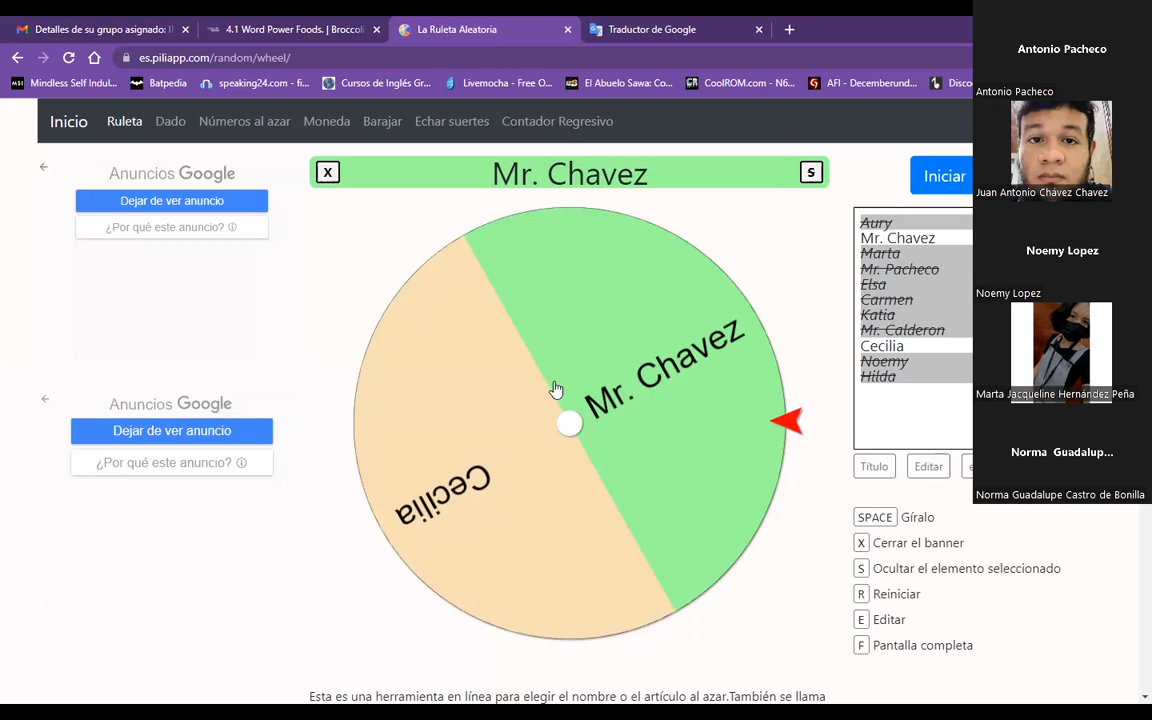 Detalles de su grupo asignado: I
4.1 Word Power Foods. | Broccol
La Ruleta Aleatoria
Traductor de Google
es.piliapp.com/random/wheel/
Mindless Self Indul...
Batpedia
speaking24.com - fi...
Cursos de Inglés Gr...
Livemocha - Free O...
El Abuelo Sawa: Co...
CoolROM.com - N6...
AFI - Decemberund...
Disco
Inicio
Ruleta
Dado
Números al azar
Moneda
Barajar
Echar suertes
Contador Regresivo
Anuncios Google
Dejar de ver anuncio
¿Por qué este anuncio?
Anuncios Google
Dejar de ver anuncio
¿Por qué este anuncio?
X
Mr. Chavez
S
Mr. Chavez
Cecilia
Iniciar
Aury
Mr. Chavez
Marta
Mr. Pacheco
Elsa
Carmen
Katia
Mr. Calderon
Cecilia
Noemy
Hilda
Título
Editar
SPACE Gíralo
X Cerrar el banner
S Ocultar el elemento seleccionado
R Reiniciar
E Editar
F Pantalla completa
Esta es una herramienta en línea para elegir el nombre o el artículo al azar.También se llama
Antonio Pacheco
Antonio Pacheco
Juan Antonio Chávez Chavez
Noemy Lopez
Noemy Lopez
Marta Jacqueline Hernández Peña
Norma Guadalup...
Norma Guadalupe Castro de Bonilla